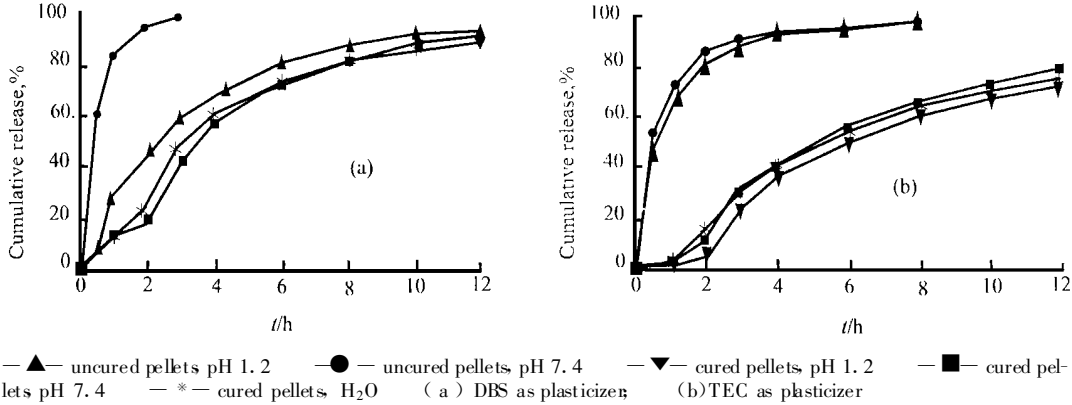 100
80
60
40
20
0
Cumulative release,%
(a)
0 2 4 6 8 10 12
t/h
100
80
60
40
20
0
Cumulative release,%
(b)
0 2 4 6 8 10 12
t/h
—▲— uncured pellets, pH 1.2 —●— uncured pellets, pH 7.4 —▼— cured pellets, pH 1.2 —■— cured pel-
lets, pH 7.4 —*— cured pellets, H₂O (a) DBS as plasticizer; (b)TEC as plasticizer